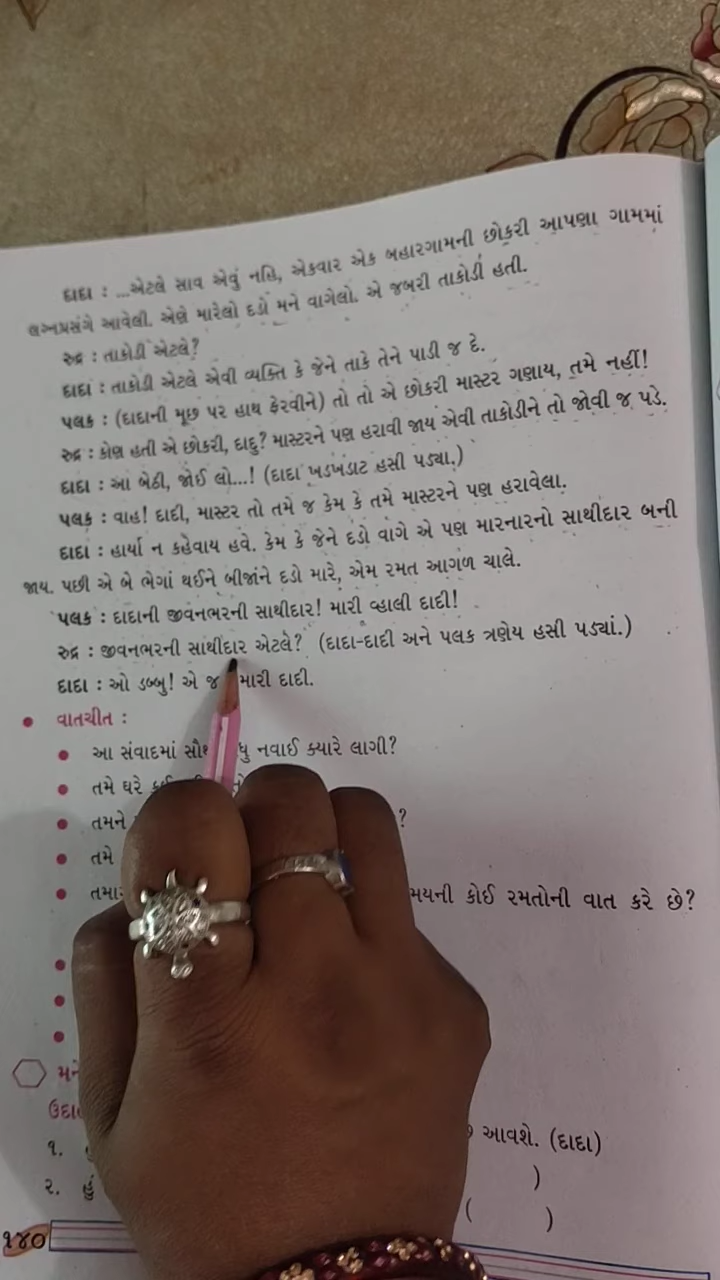 દાદા : ...એટલે સાવ એવું નહિ, એકવાર એક બહારગામની છોકરી આપણા ગામમાં
લગ્નપ્રસંગે આવેલી. એણે મારેલો દડો મને વાગેલો. એ જબરી તાકોડી હતી.
રુદ્ર : તાકોડી એટલે?
દાદા : તાકોડી એટલે એવી વ્યક્તિ કે જેને તાકે તેને પાડી જ દે.
પલક : (દાદાની મૂછ પર હાથ ફેરવીને) તો તો એ છોકરી માસ્ટર ગણાય, તમે નહીં!
રુદ્ર : કોણ હતી એ છોકરી, દાદુ? માસ્ટરને પણ હરાવી જાય એવી તાકોડીને તો જોવી જ પડે.
દાદા : આ બેઠી, જોઈ લો...! (દાદા ખડખડાટ હસી પડ્યા.)
પલક : વાહ! દાદી, માસ્ટર તો તમે જ કેમ કે તમે માસ્ટરને પણ હરાવેલા.
દાદા : હાર્યા ન કહેવાય હવે. કેમ કે જેને દડો વાગે એ પણ મારનારનો સાથીદાર બની
જાય. પછી એ બે ભેગાં થઈને બીજાંને દડો મારે, એમ રમત આગળ ચાલે.
પલક : દાદાની જીવનભરની સાથીદાર! મારી વ્હાલી દાદી!
રુદ્ર : જીવનભરની સાથીદાર એટલે? (દાદા-દાદી અને પલક ત્રણેય હસી પડ્યાં.)
દાદા : ઓ ડબ્બુ! એ જ મારી દાદી.
• વાતચીત :
• આ સંવાદમાં નવાઈ ક્યારે લાગી?
• તમે ઘરે
• તમને ?
• તમે
• કોઈ રમતોની વાત કરે છે?
૧. આવશે. (દાદા)
૨. હું )
( )
૧૪૦